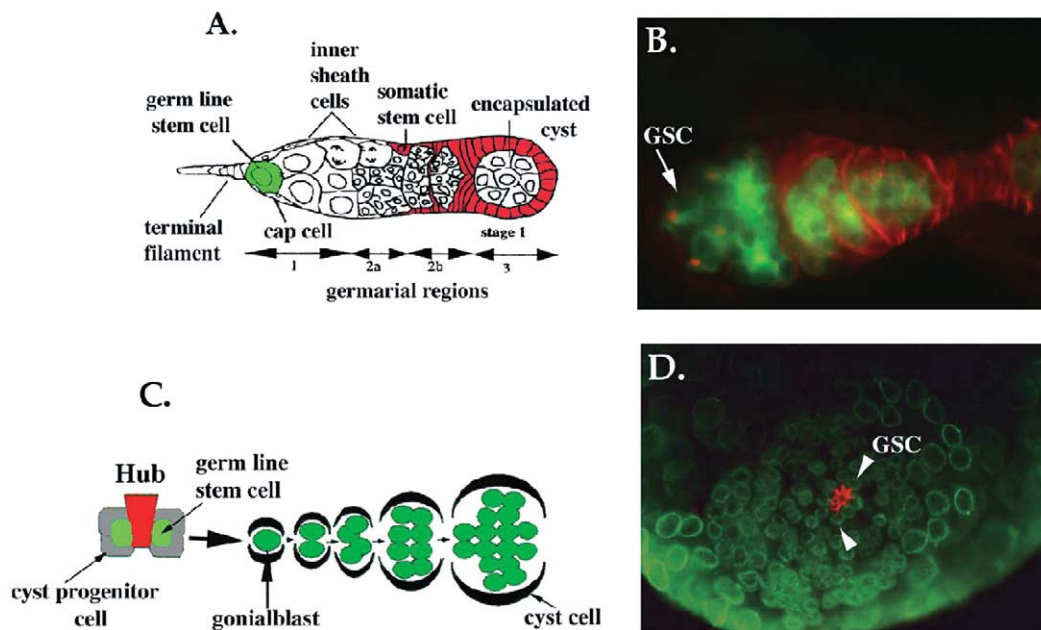 A.
inner
sheath
cells
germ line
stem cell
somatic
stem cell
encapsulated
cyst
terminal
filament
cap cell
stage 1
1
2a
2b
3
germarial regions
B.
GSC
C.
Hub
germ line
stem cell
cyst progenitor
cell
gonialblast
cyst cell
D.
GSC